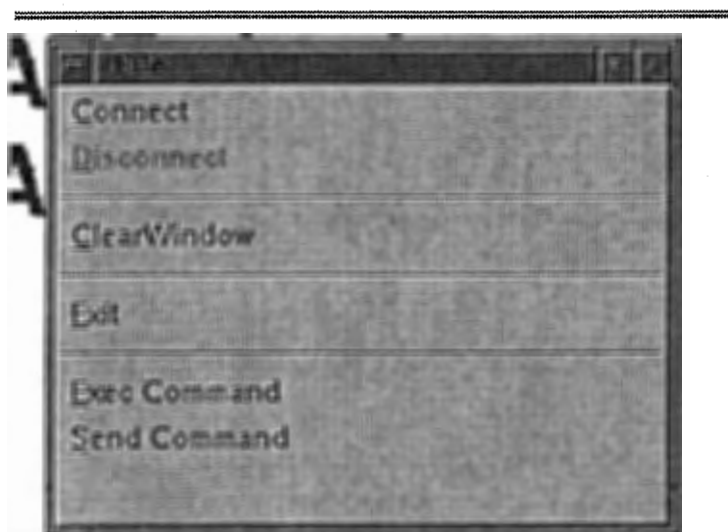 Connect
Disconnect
ClearWindow
Exit
Exec Command
Send Command